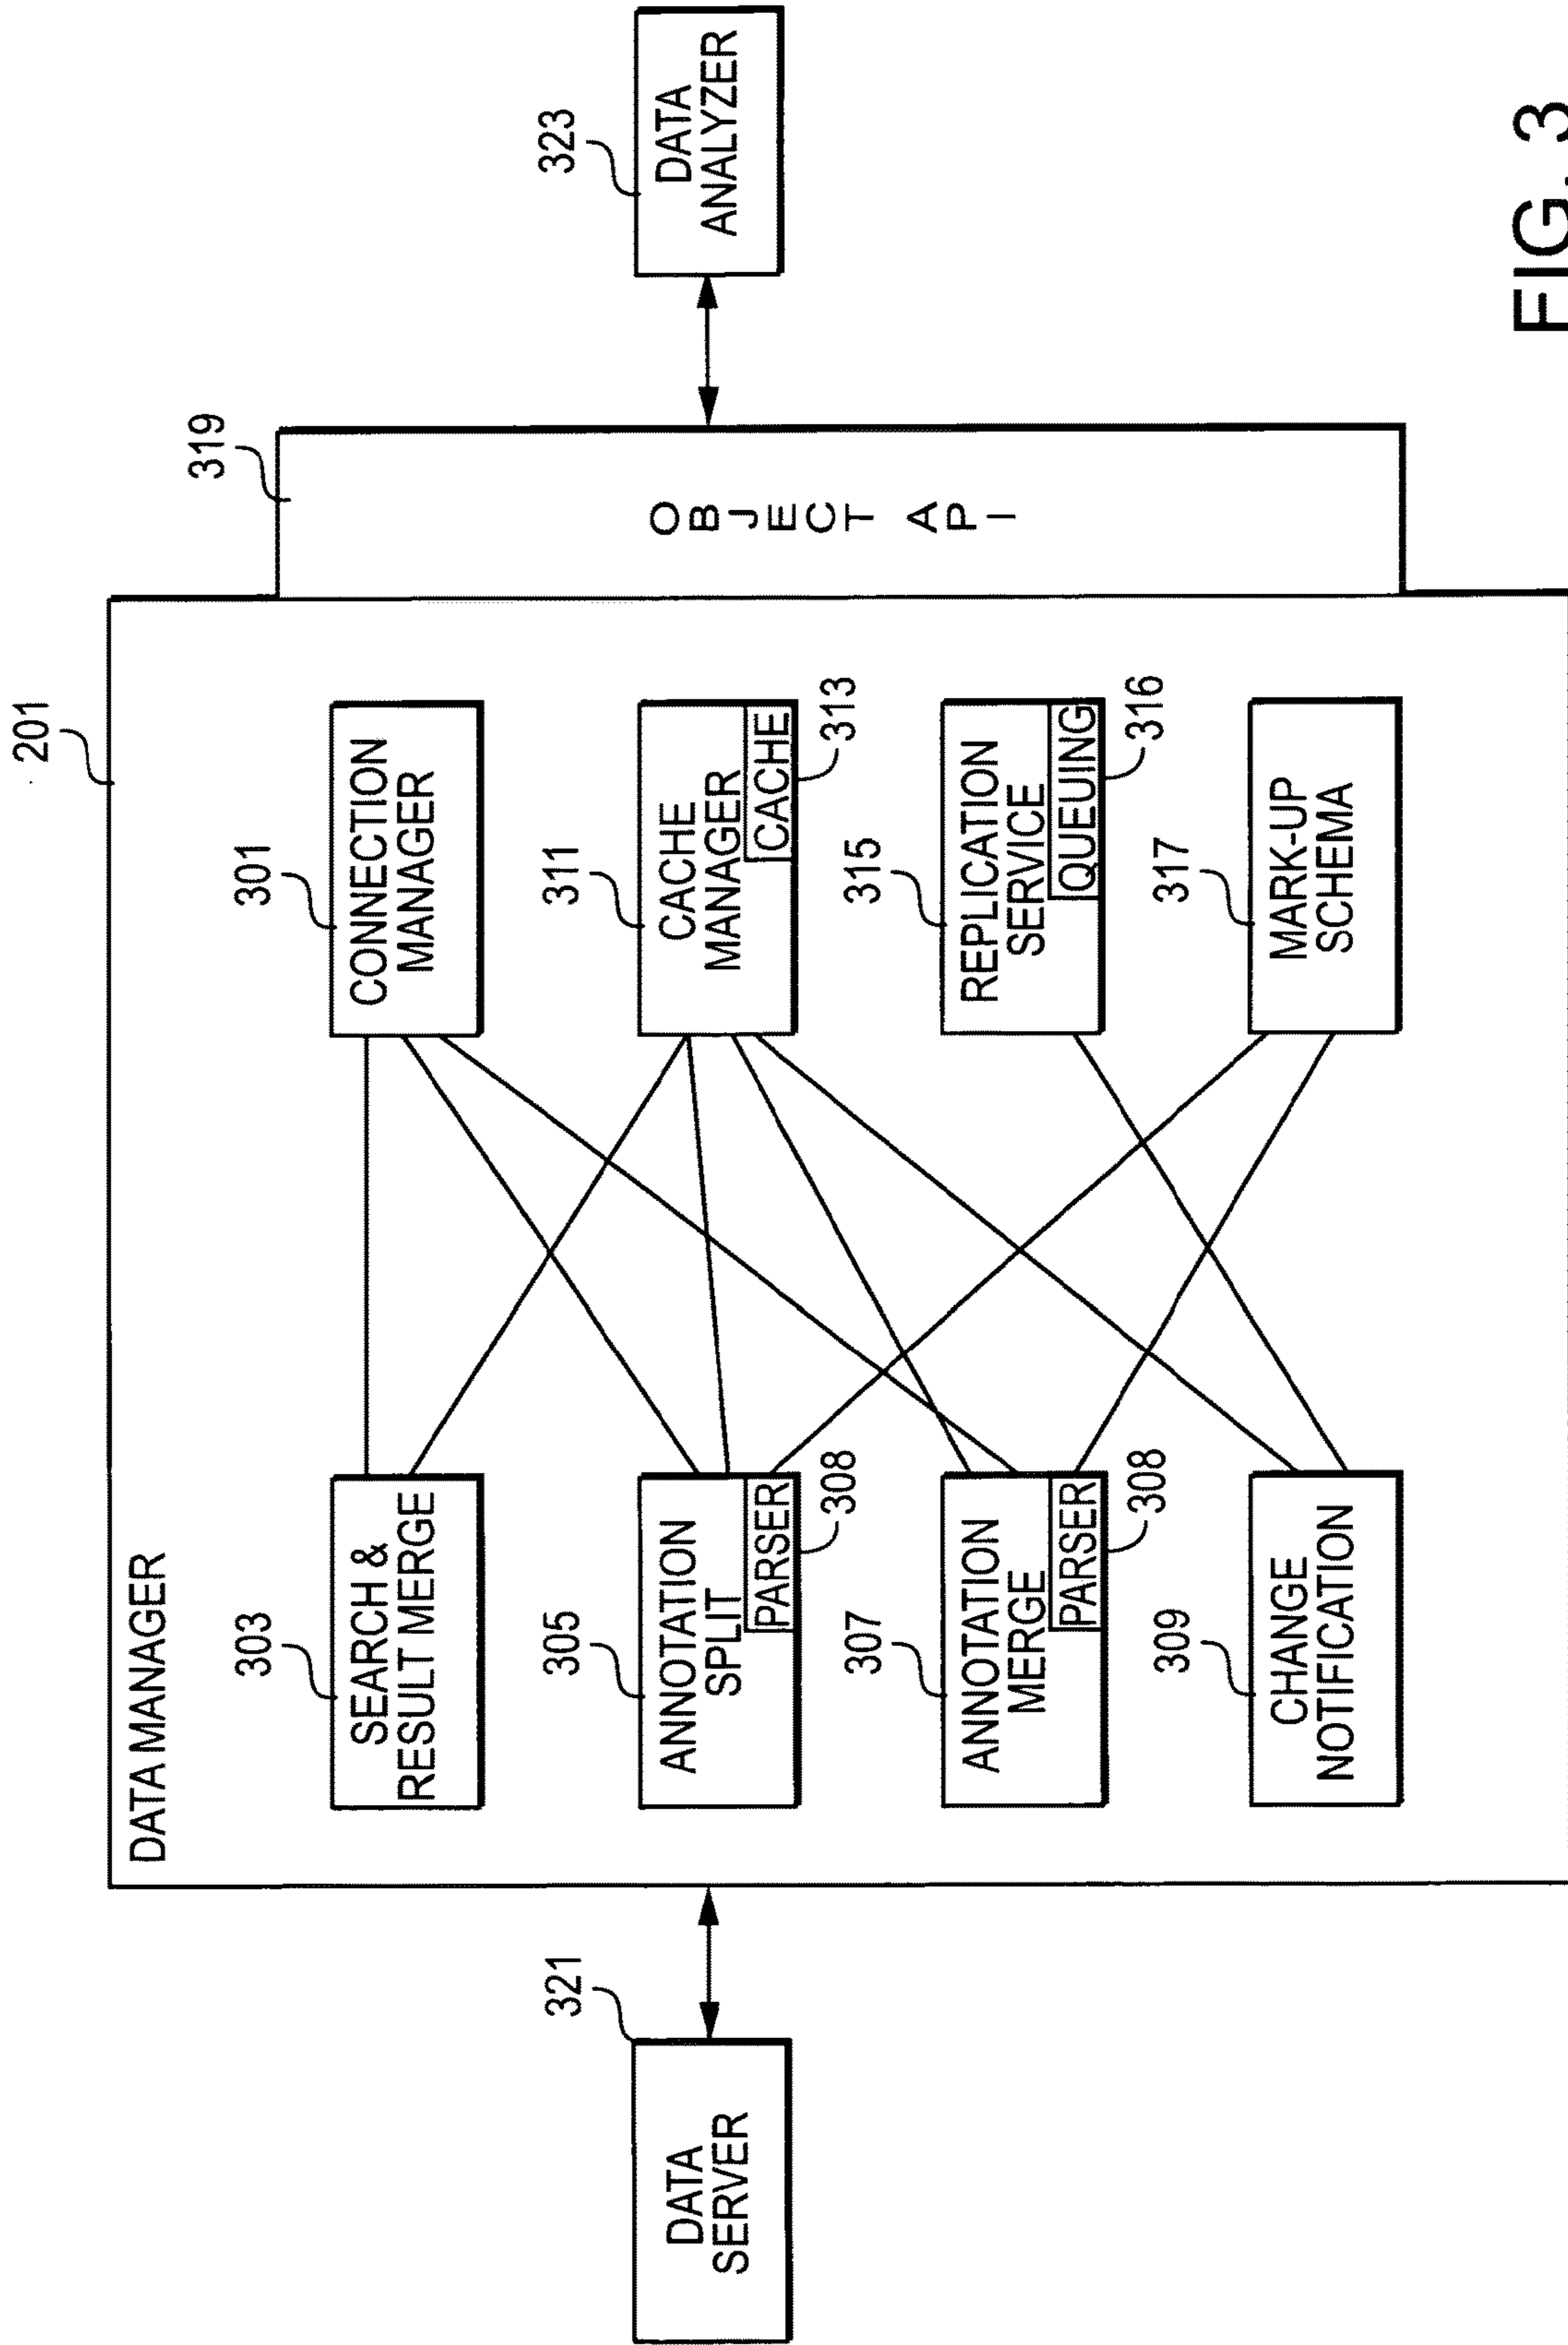 201
DATA MANAGER
303
SEARCH &
RESULT MERGE
301
CONNECTION
MANAGER
319
OBJECT API
321
DATA
SERVER
305
ANNOTATION
SPLIT
PARSER
308
311
CACHE
MANAGER
CACHE
313
323
DATA
ANALYZER
307
ANNOTATION
MERGE
PARSER
308
315
REPLICATION
SERVICE
QUEUING
316
309
CHANGE
NOTIFICATION
317
MARK-UP
SCHEMA
FIG. 3